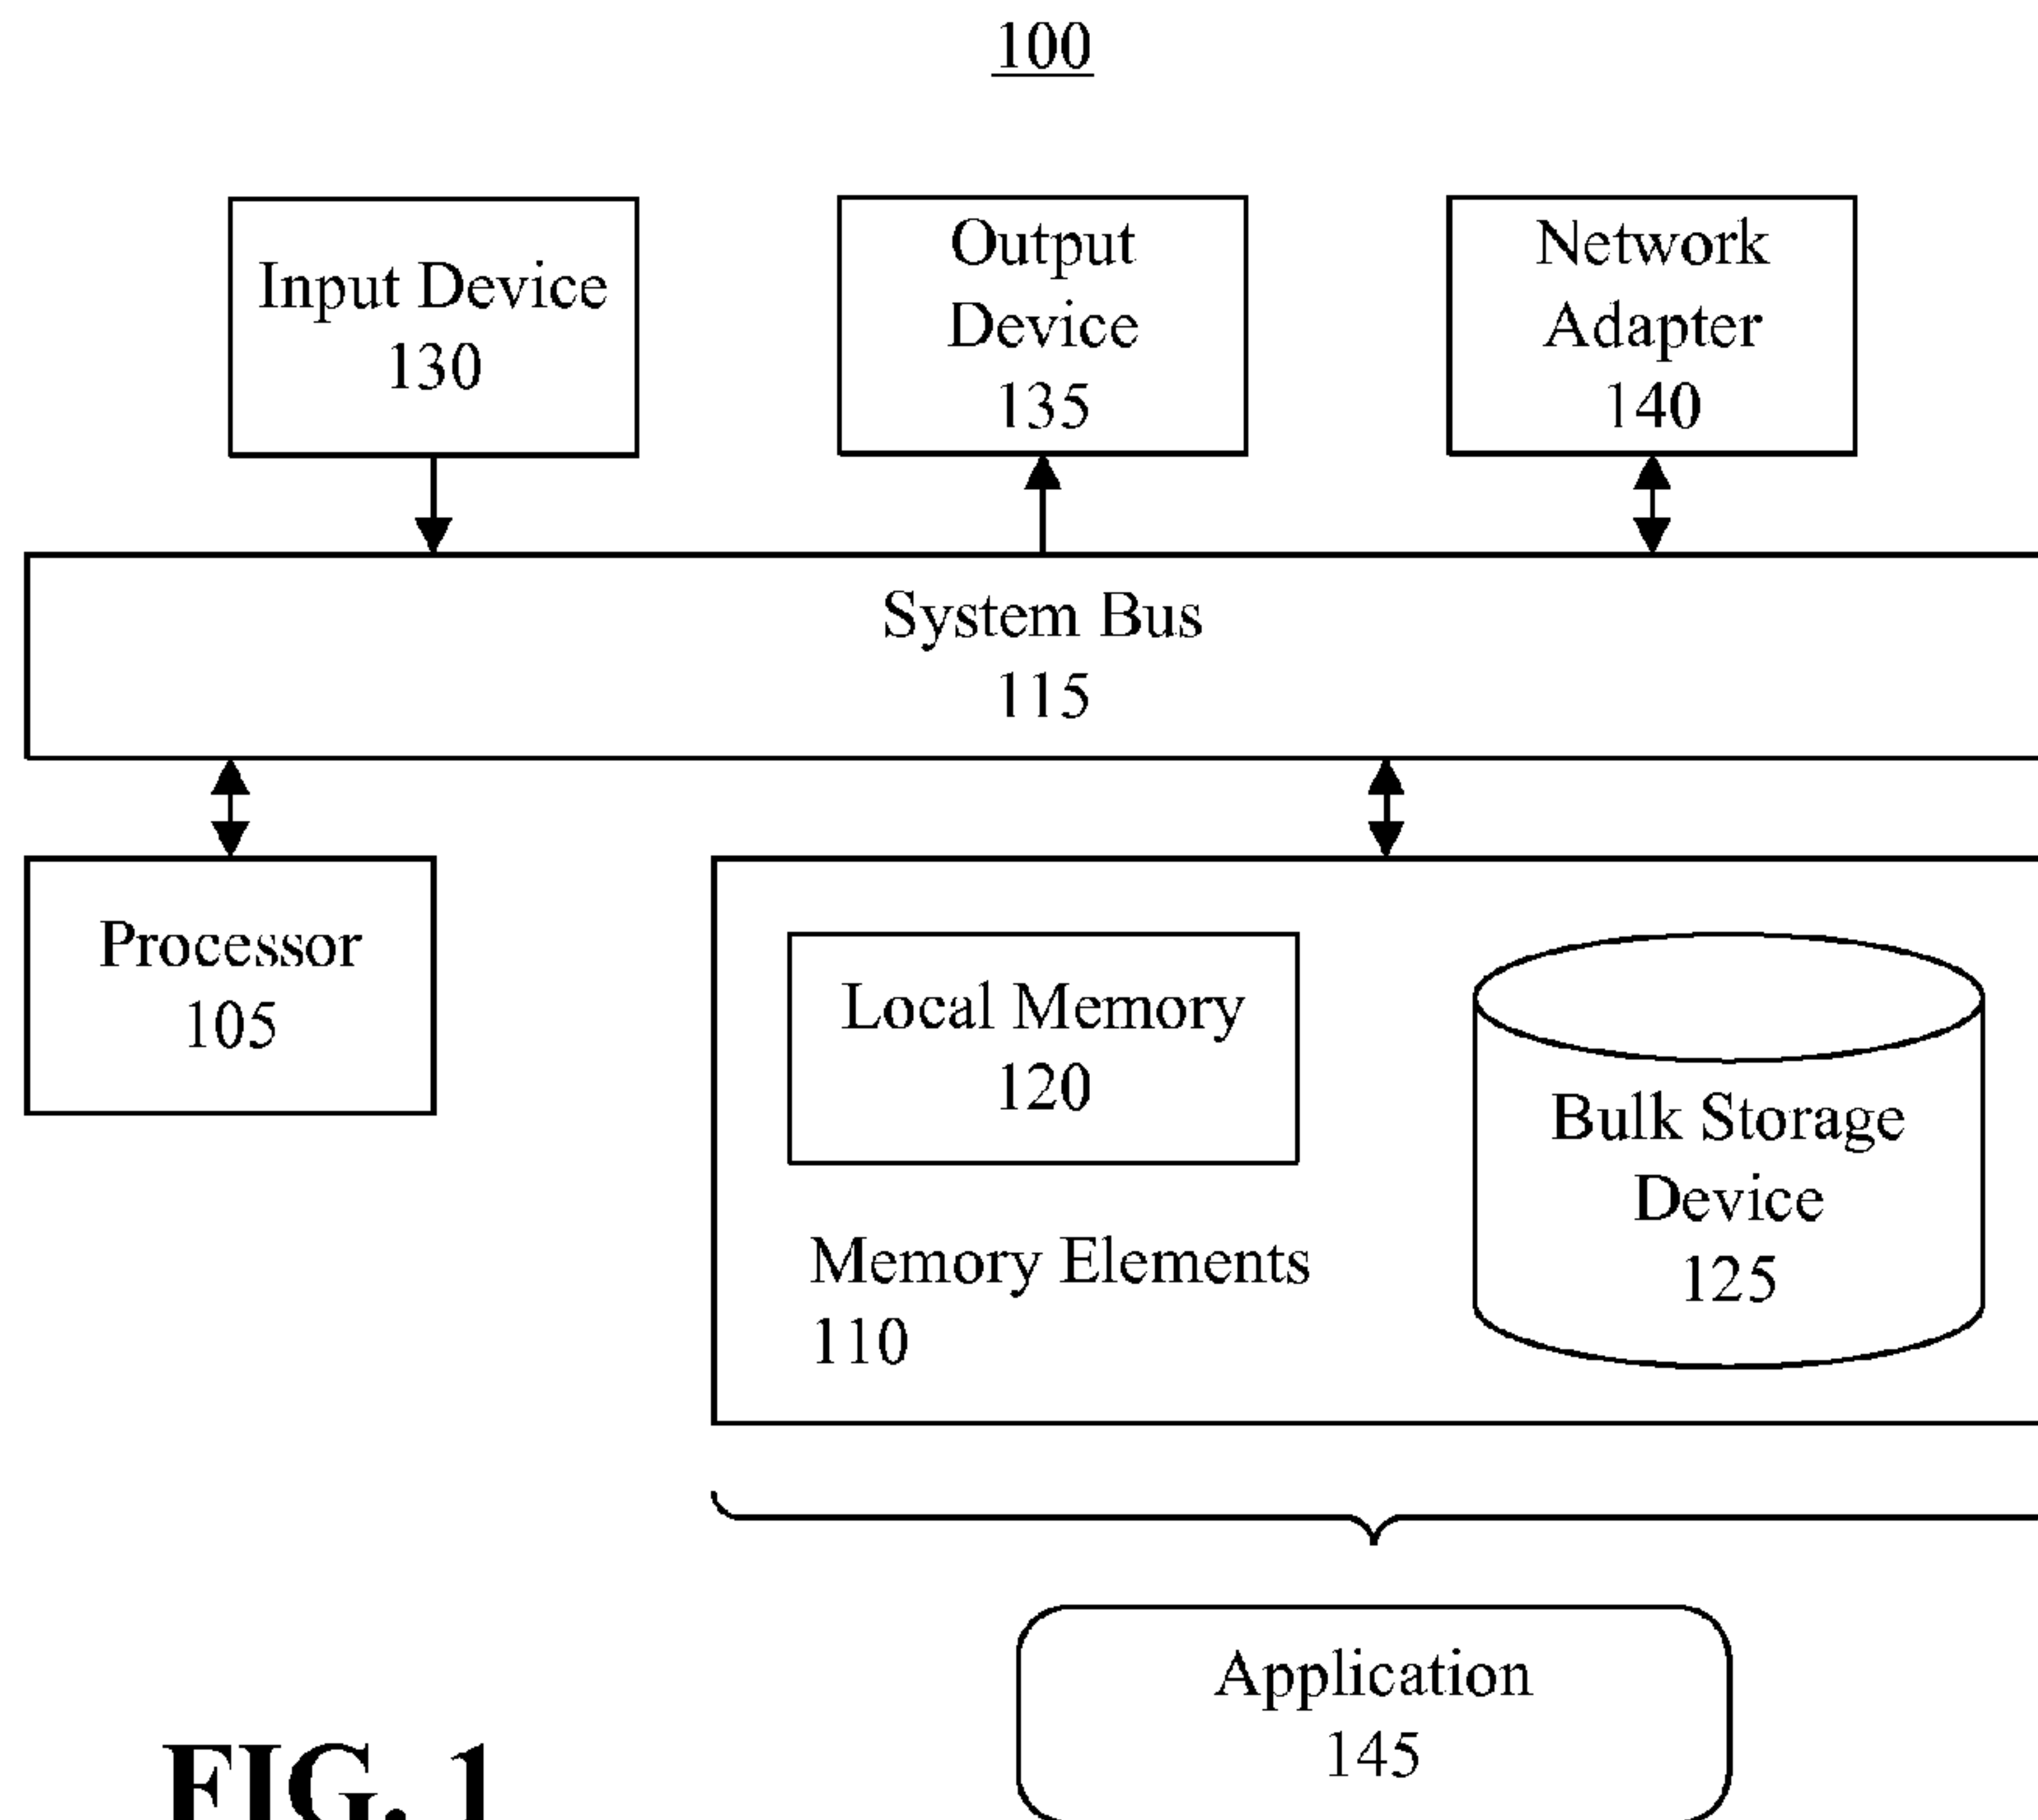 100
Input Device
130
Output
Device
135
Network
Adapter
140
System Bus
115
Processor
105
Local Memory
120
Memory Elements
110
Bulk Storage
Device
125
Application
145
FIG. 1